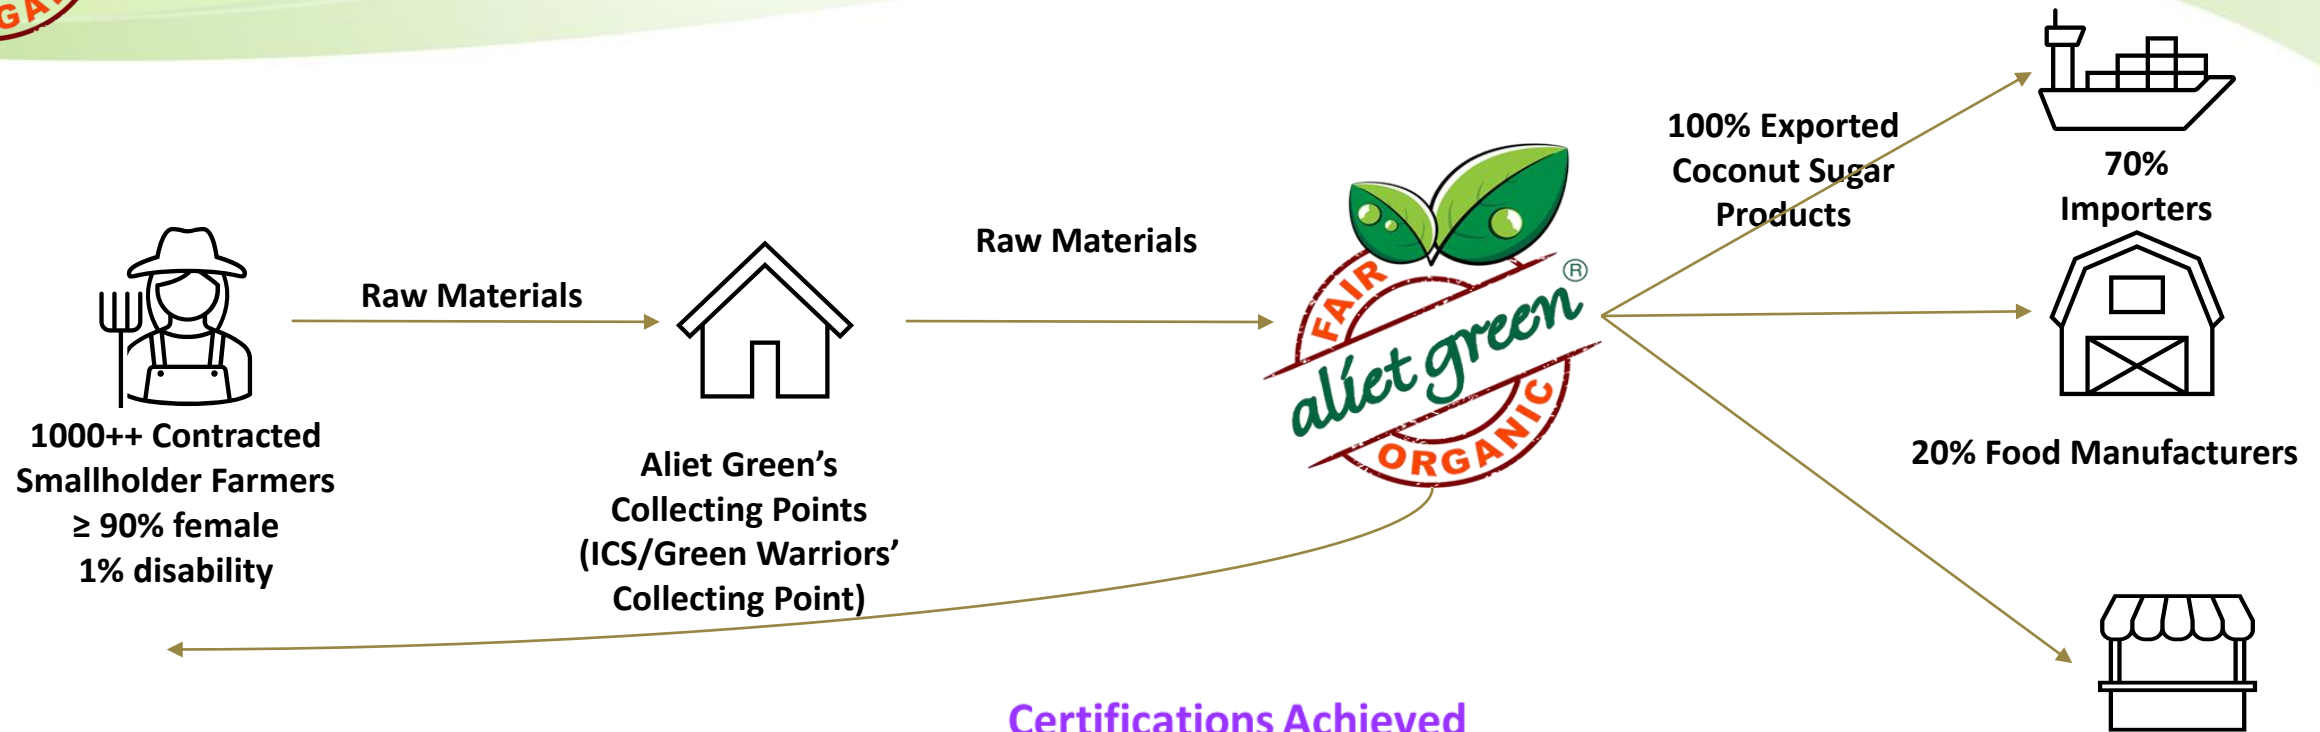 1000++ Contracted
Smallholder Farmers
≥ 90% female
1% disability
Raw Materials
Aliet Green’s
Collecting Points
(ICS/Green Warriors’
Collecting Point)
Raw Materials
FAIR
aliet green®
ORGANIC
100% Exported
Coconut Sugar
Products
70%
Importers
20% Food Manufacturers
Certifications Achieved